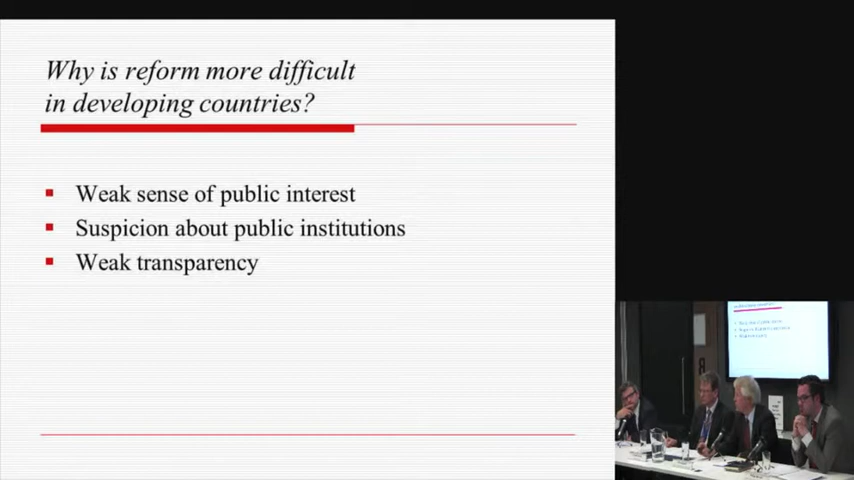 Why is reform more difficult
in developing countries?
Weak sense of public interest
Suspicion about public institutions
Weak transparency